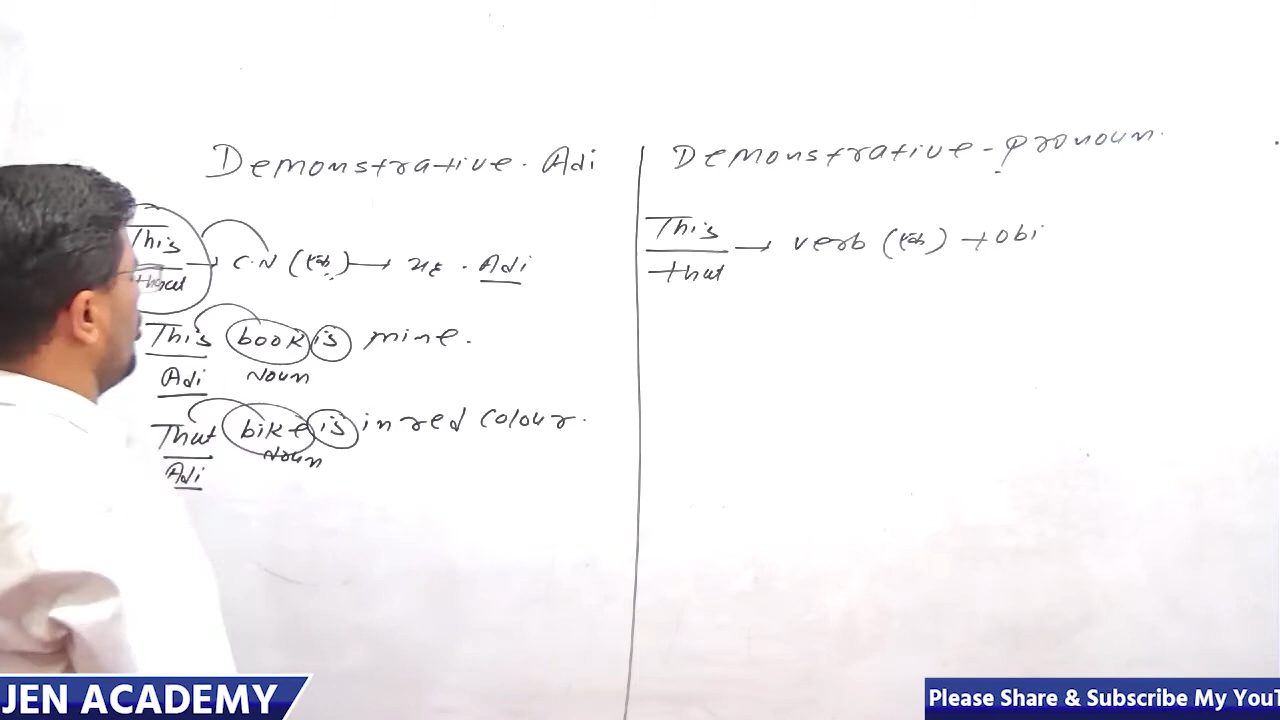 Demonstrative. Adj
This
that → C.N → यह . Adj
This book is mine.
Adj Noun
That bike is in red colour.
Adj Noun
Demonstrative - pronoun.
This
that → verb + obj
JEN ACADEMY
Please Share & Subscribe My YouT